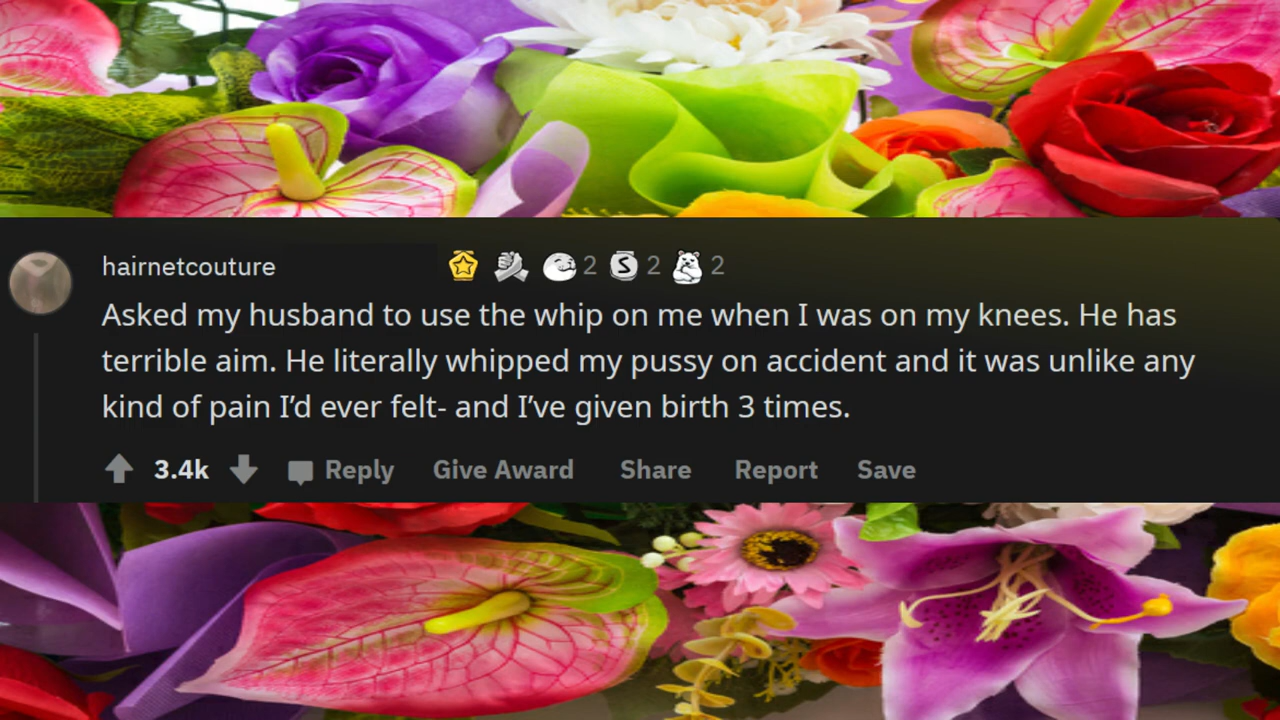 hairnetcouture 2 2 2
Asked my husband to use the whip on me when I was on my knees. He has
terrible aim. He literally whipped my pussy on accident and it was unlike any
kind of pain I’d ever felt- and I’ve given birth 3 times.
3.4k Reply Give Award Share Report Save